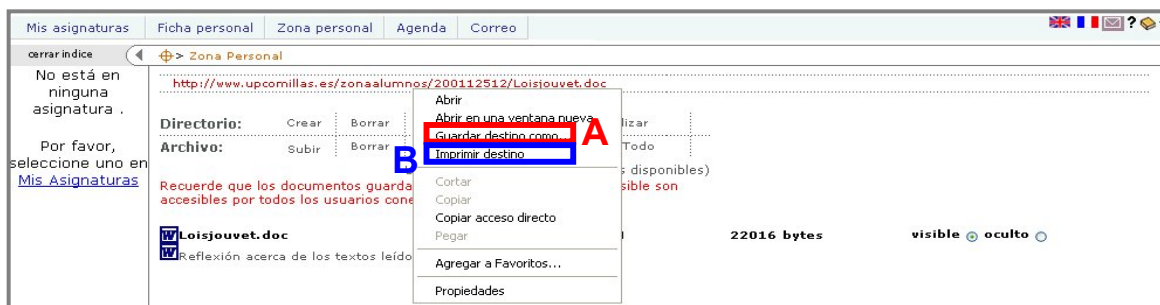 Mis asignaturas Ficha personal Zona personal Agenda Correo ?
cerrar indice > Zona Personal
No está en
ninguna
asignatura .
Por favor,
seleccione uno en
Mis Asignaturas
http://www.upcomillas.es/zonaalumnos/200112512/Loisjouvet.doc
Directorio: Crear Borrar lizar
Archivo: Subir Borrar Todo
s disponibles)
Recuerde que los documentos guarda sible son
accesibles por todos los usuarios cone
Abrir
Abrir en una ventana nueva
Guardar destino como... A
B Imprimir destino
Cortar
Copiar
Copiar acceso directo
Pegar
Agregar a Favoritos...
Propiedades
Loisjouvet.doc 22016 bytes visible oculto
Reflexión acerca de los textos leído